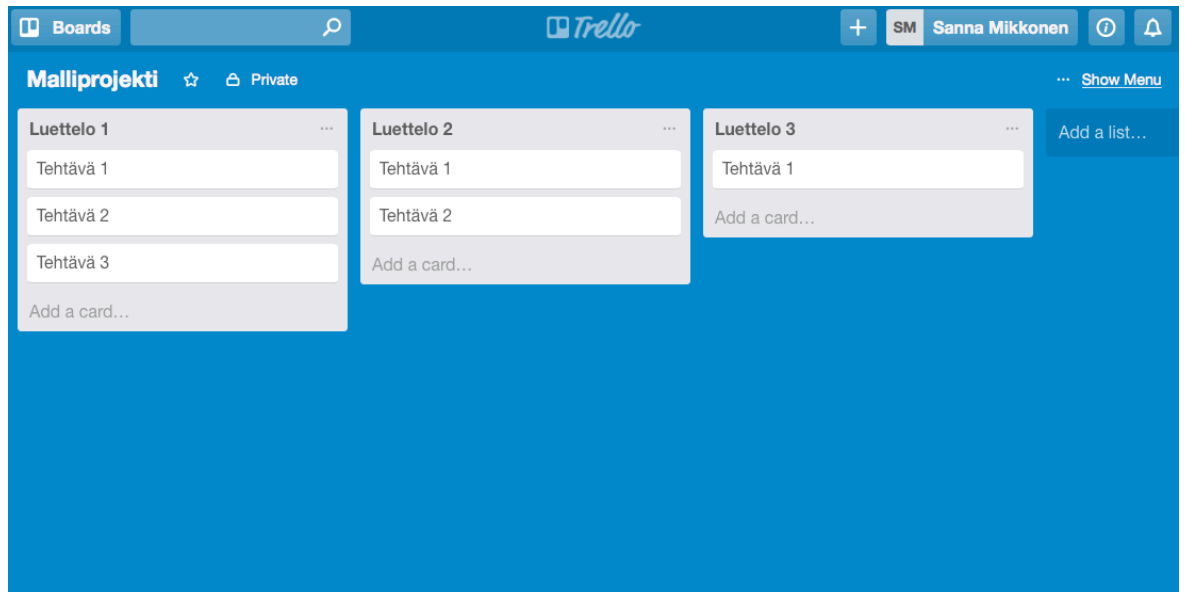 Boards
Trello
SM Sanna Mikkonen
Malliprojekti Private ... Show Menu
Luettelo 1 ...
Tehtävä 1
Tehtävä 2
Tehtävä 3
Add a card...
Luettelo 2 ...
Tehtävä 1
Tehtävä 2
Add a card...
Luettelo 3 ...
Tehtävä 1
Add a card...
Add a list...